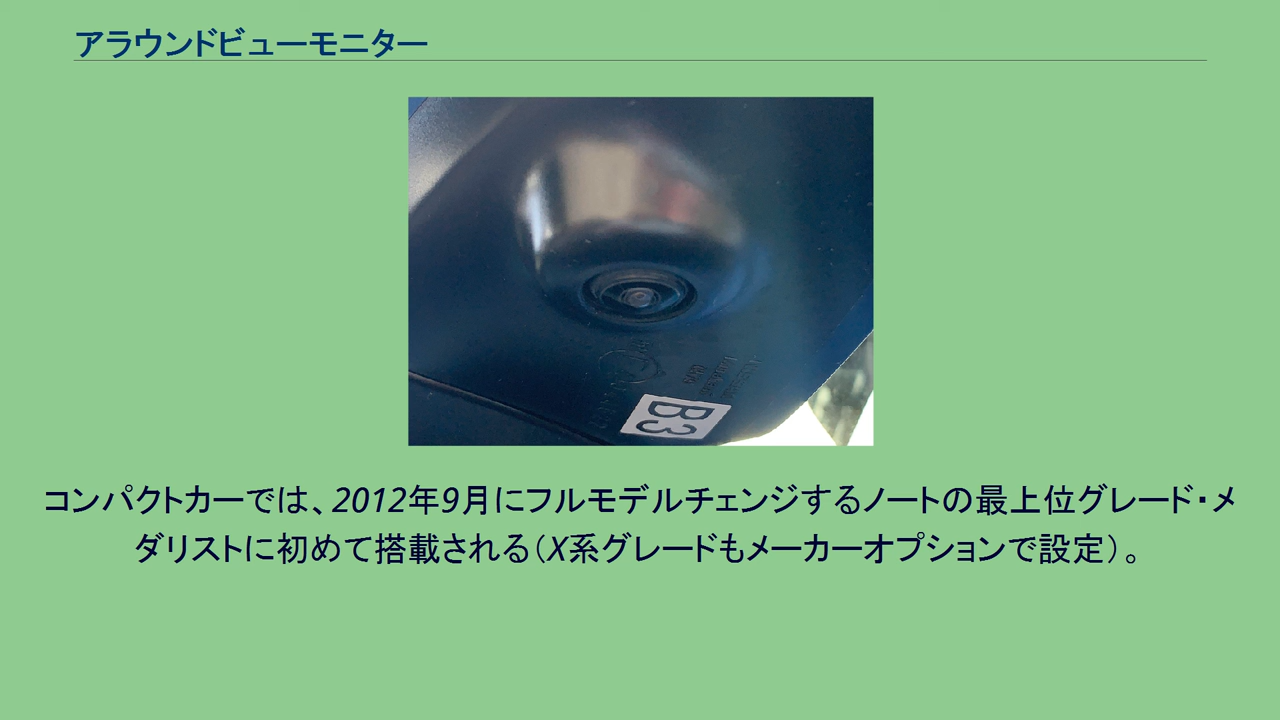 アラウンドビューモニター
B3
コンパクトカーでは、2012年9月にフルモデルチェンジするノートの最上位グレード・メ
ダリストに初めて搭載される（X系グレードもメーカーオプションで設定）。